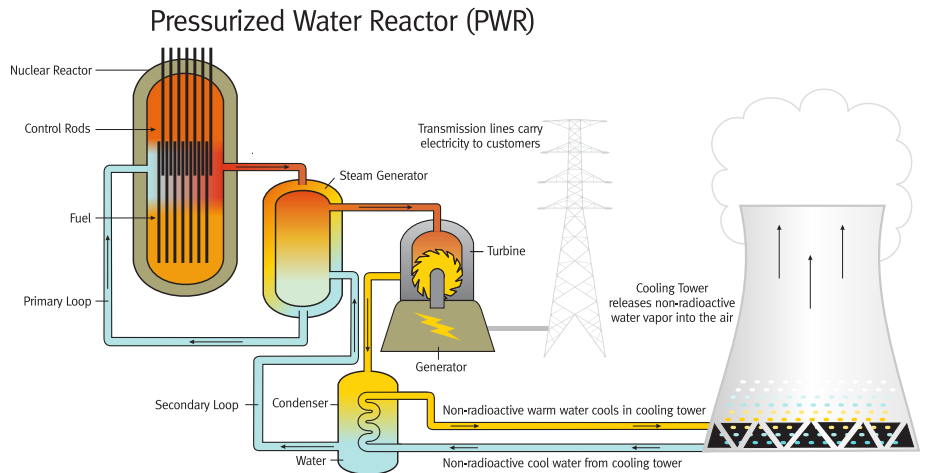 Pressurized Water Reactor (PWR)
Nuclear Reactor
Control Rods
Fuel
Primary Loop
Steam Generator
Transmission lines carry
electricity to customers
Turbine
Generator
Cooling Tower
releases non-radioactive
water vapor into the air
Secondary Loop
Condenser
Water
Non-radioactive warm water cools in cooling tower
Non-radioactive cool water from cooling tower